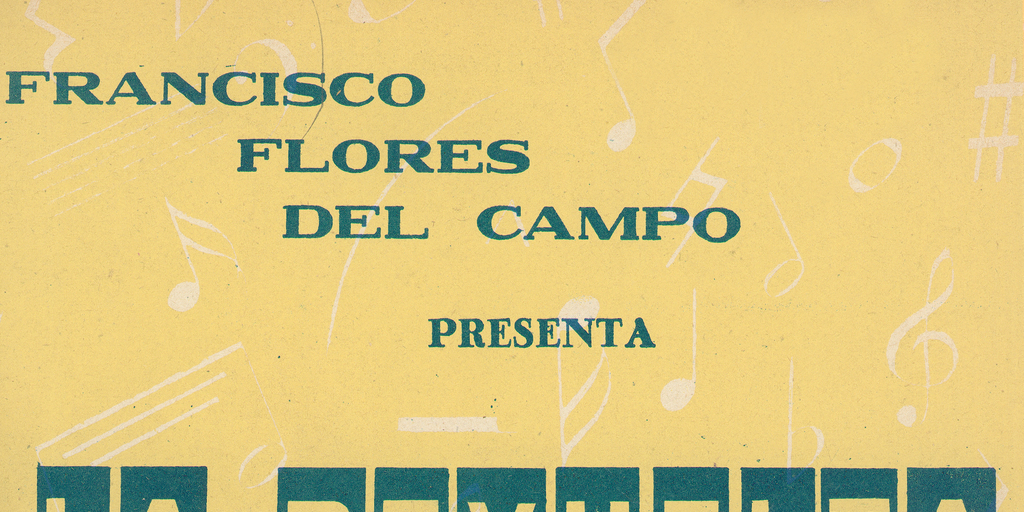 FRANCISCO
FLORES
DEL CAMPO
PRESENTA